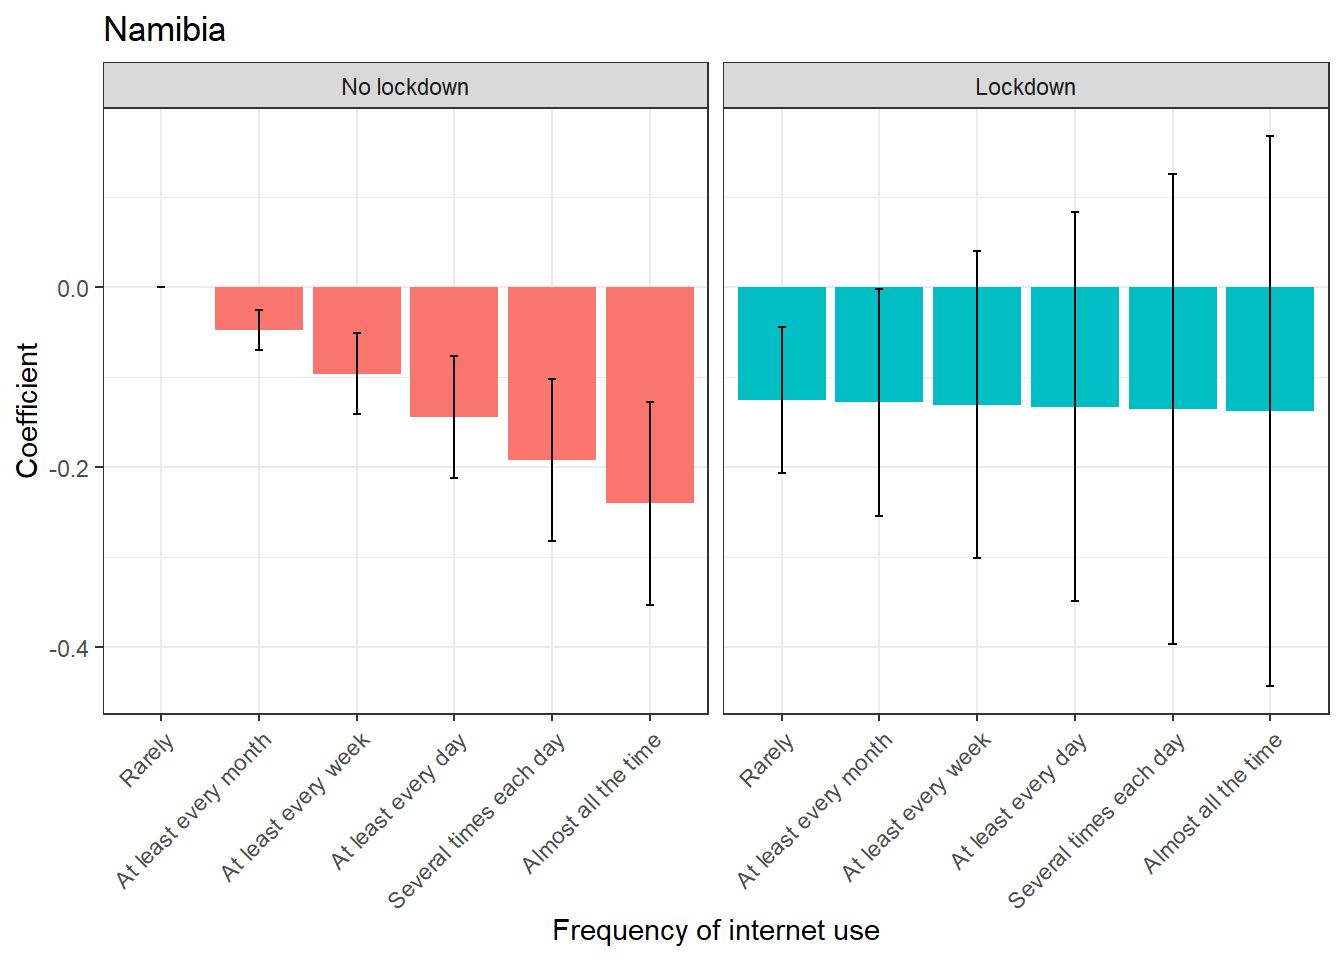 Namibia
No lockdown
Lockdown
Coefficient
0.0
-0.2
-0.4
Rarely
At least every month
At least every week
At least every day
Several times each day
Almost all the time
Rarely
At least every month
At least every week
At least every day
Several times each day
Almost all the time
Frequency of internet use